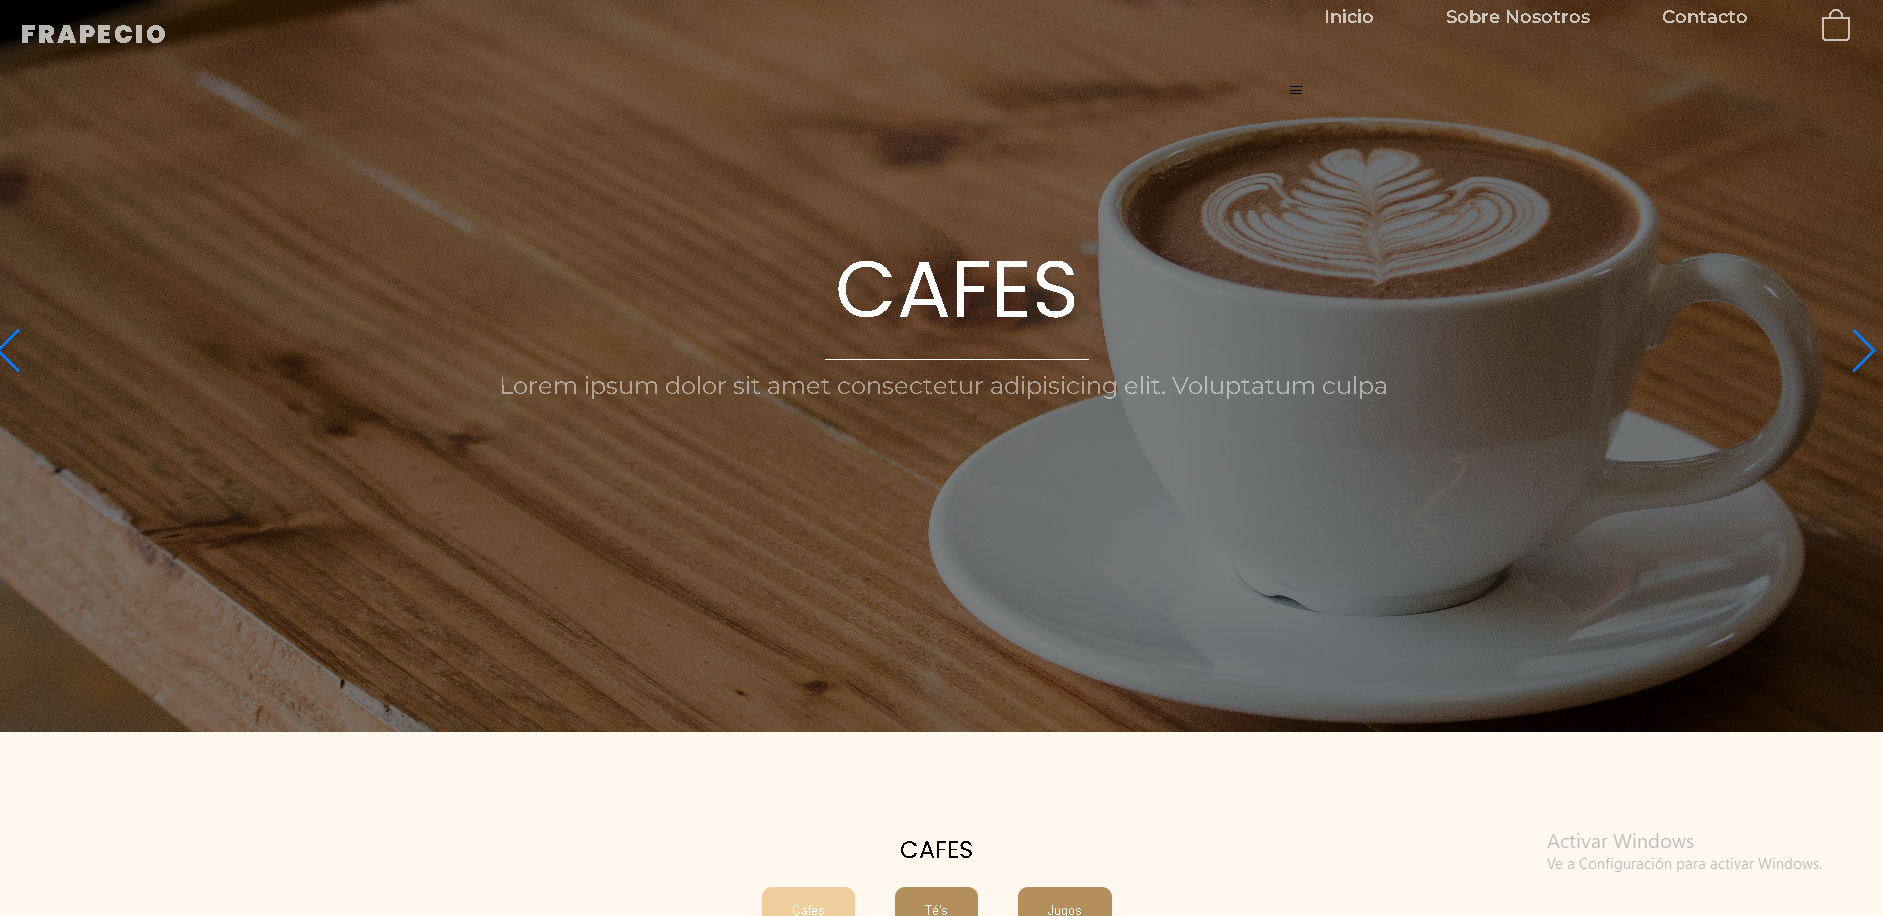 FRAPECIO
Inicio Sobre Nosotros Contacto
CAFES
Lorem ipsum dolor sit amet consectetur adipisicing elit. Voluptatum culpa
CAFES
Cafes Té's Jugos
Activar Windows
Ve a Configuración para activar Windows.